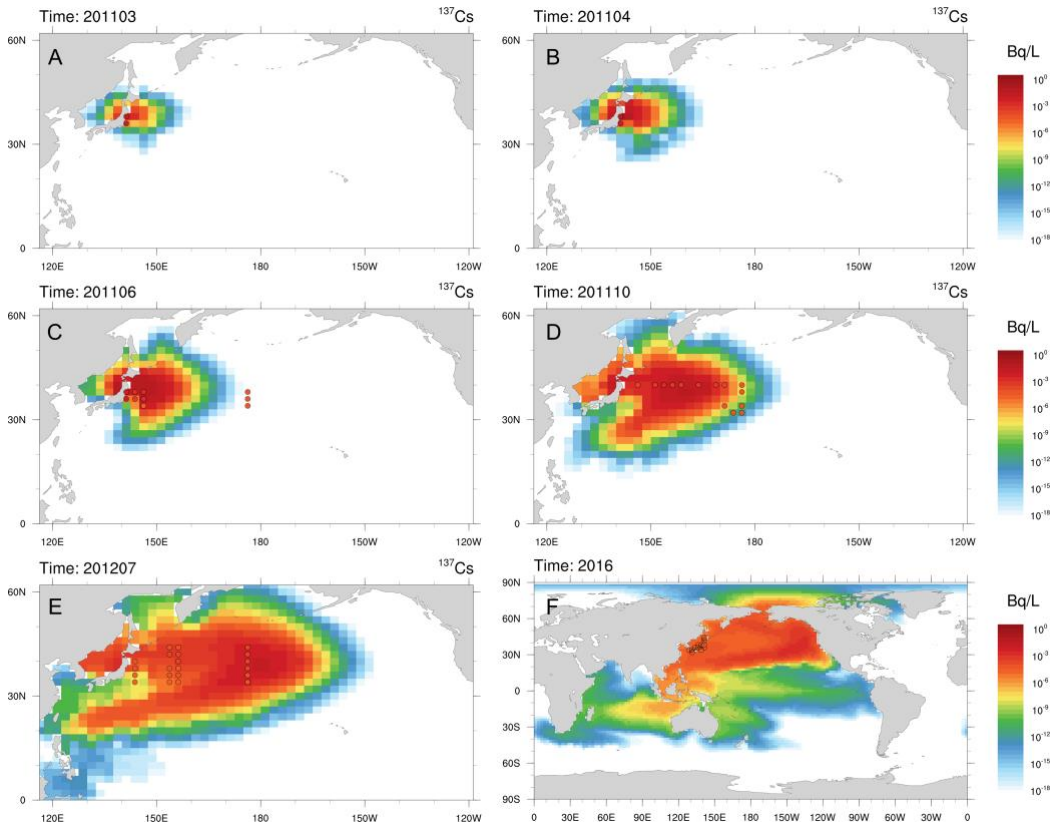 Time: 201103 ¹³⁷Cs
A
60N
30N
0
120E 150E 180 150W 120W
Time: 201104 ¹³⁷Cs
B
60N
30N
0
120E 150E 180 150W 120W
Bq/L
10⁰
10⁻³
10⁻⁶
10⁻⁹
10⁻¹²
10⁻¹⁵
10⁻¹⁸
Time: 201106 ¹³⁷Cs
C
60N
30N
0
120E 150E 180 150W 120W
Time: 201110 ¹³⁷Cs
D
60N
30N
0
120E 150E 180 150W 120W
Bq/L
10⁰
10⁻³
10⁻⁶
10⁻⁹
10⁻¹²
10⁻¹⁵
10⁻¹⁸
Time: 201207 ¹³⁷Cs
E
60N
30N
0
120E 150E 180 150W 120W
Time: 2016 ¹³⁷Cs
F
90N
60N
30N
0
30S
60S
90S
0 30E 60E 90E 120E 150E 180 150W 120W 90W 60W 30W 0
Bq/L
10⁰
10⁻³
10⁻⁶
10⁻⁹
10⁻¹²
10⁻¹⁵
10⁻¹⁸